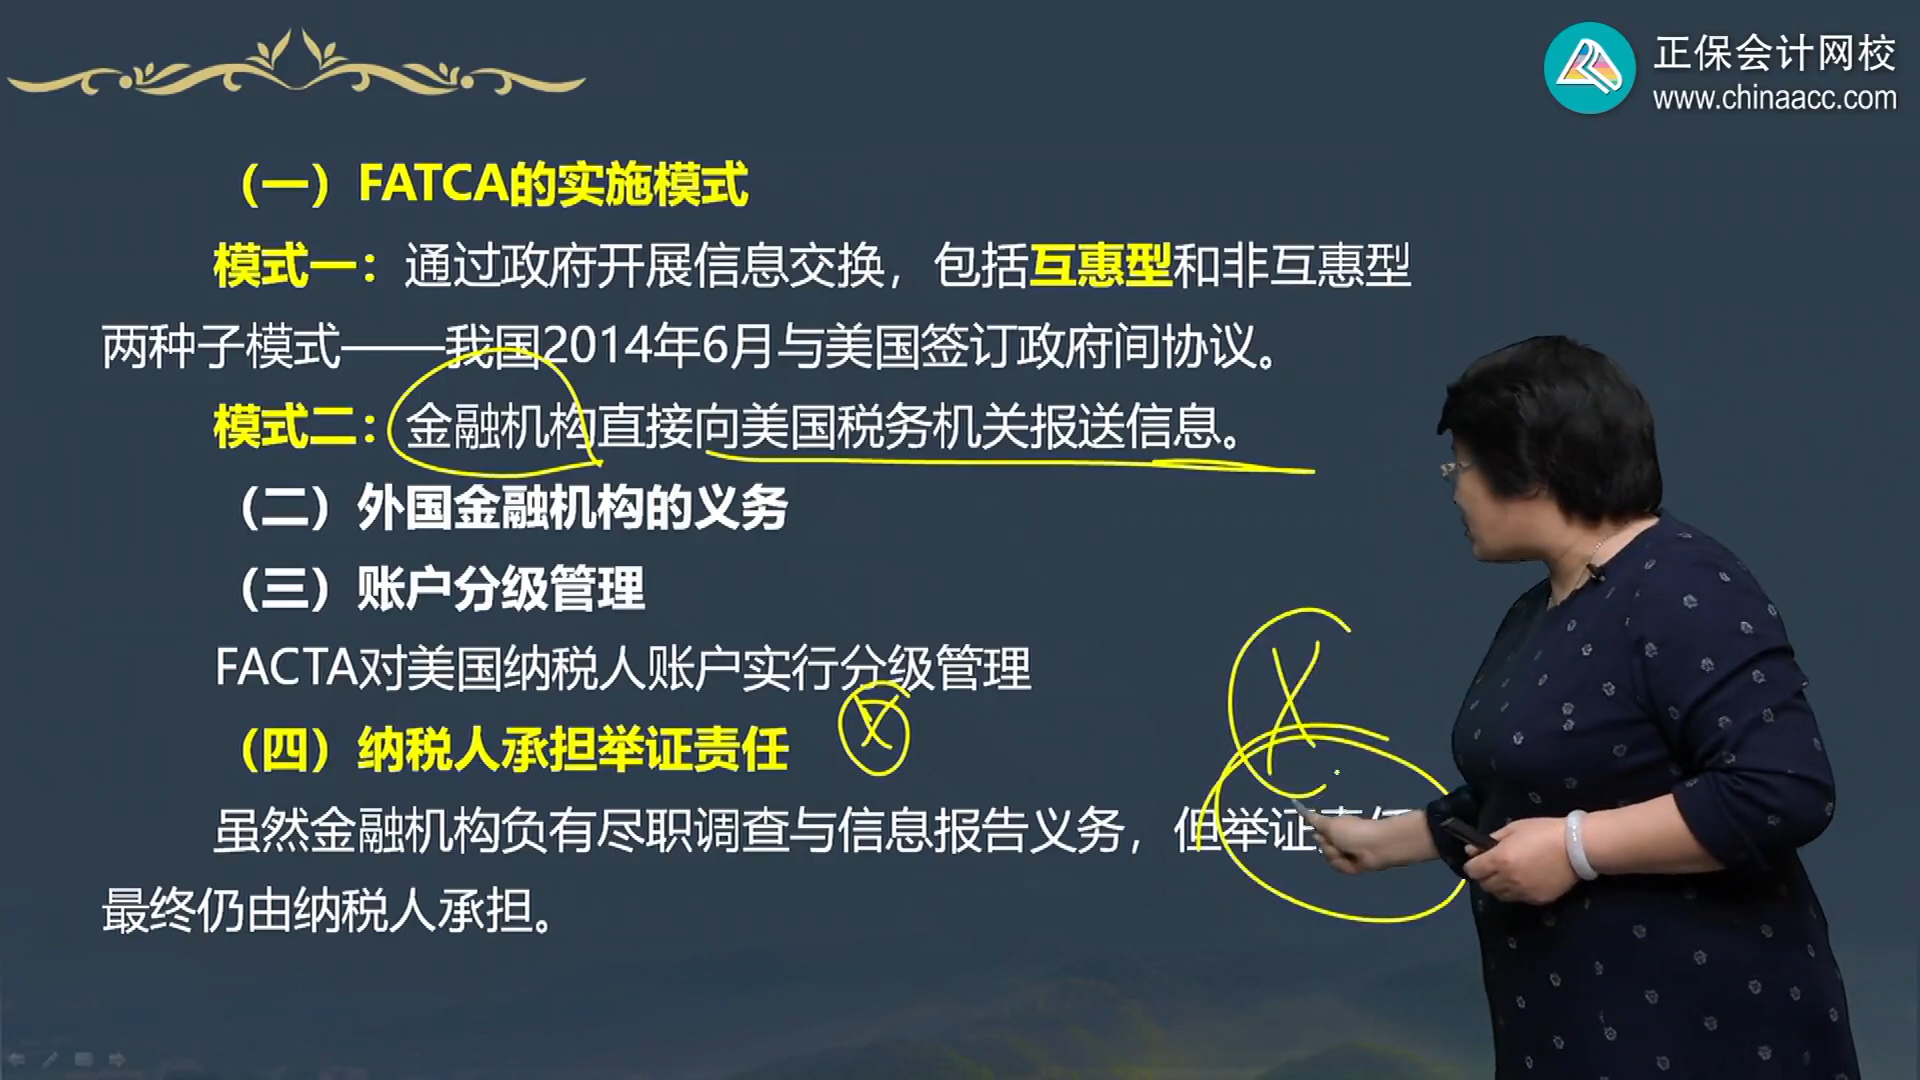 正保会计网校
www.chinaacc.com
（一）FATCA的实施模式
模式一：通过政府开展信息交换，包括互惠型和非互惠型
两种子模式——我国2014年6月与美国签订政府间协议。
模式二：金融机构直接向美国税务机关报送信息。
（二）外国金融机构的义务
（三）账户分级管理
FACTA对美国纳税人账户实行分级管理
（四）纳税人承担举证责任
虽然金融机构负有尽职调查与信息报告义务，但举证
最终仍由纳税人承担。